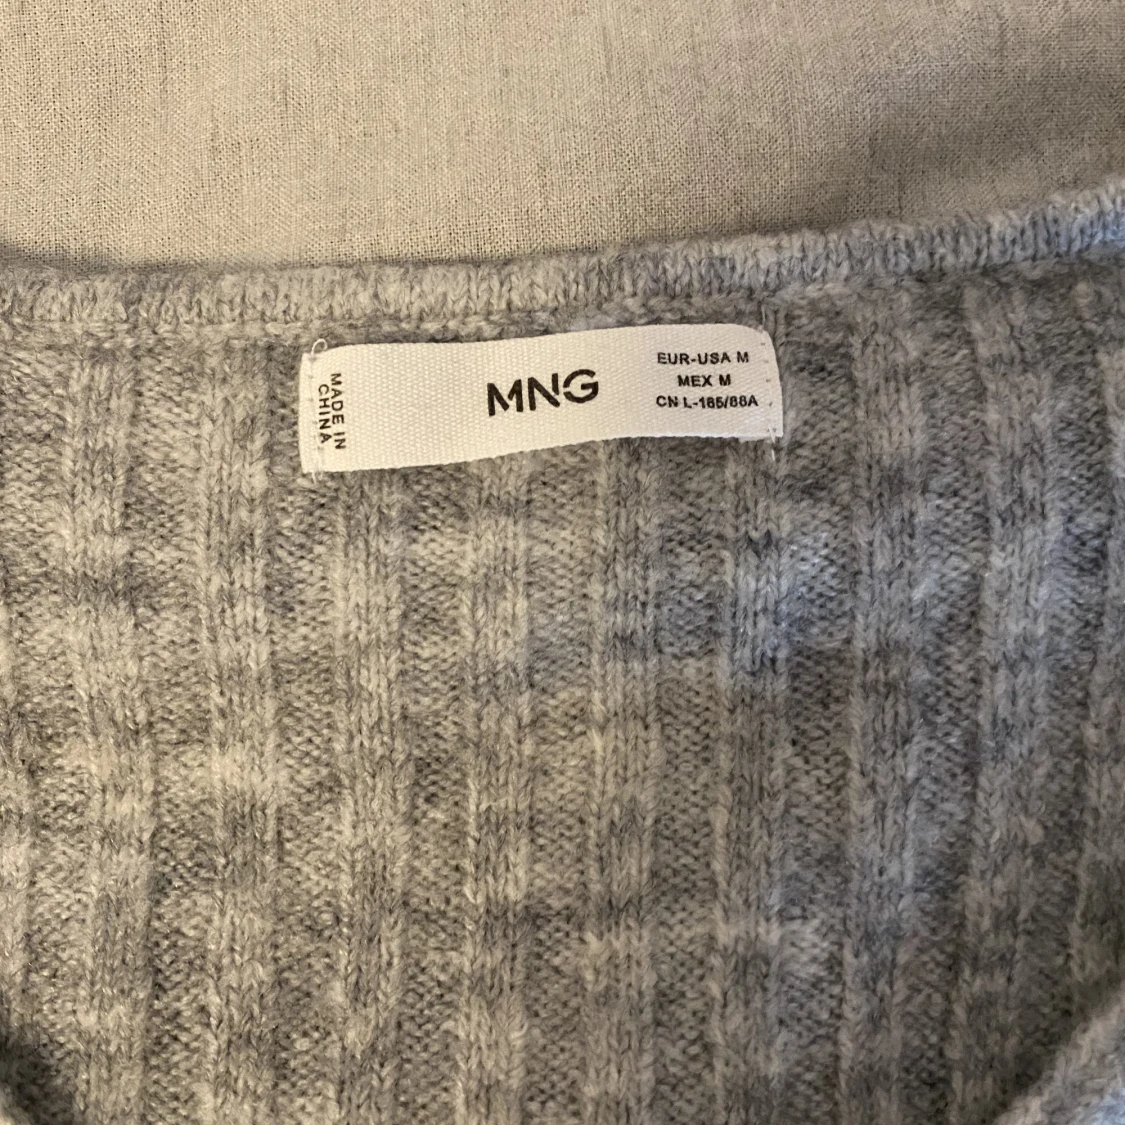 MADE IN
CHINA
MNG
EUR-USA M
MEX M
CN L-165/88A